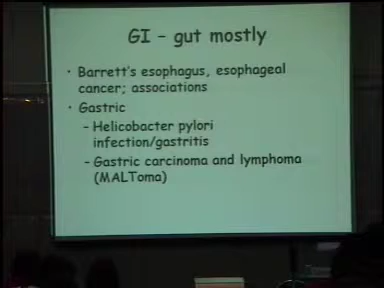 GI – gut mostly
• Barrett's esophagus, esophageal
cancer; associations
• Gastric
– Helicobacter pylori
infection/gastritis
– Gastric carcinoma and lymphoma
(MALToma)